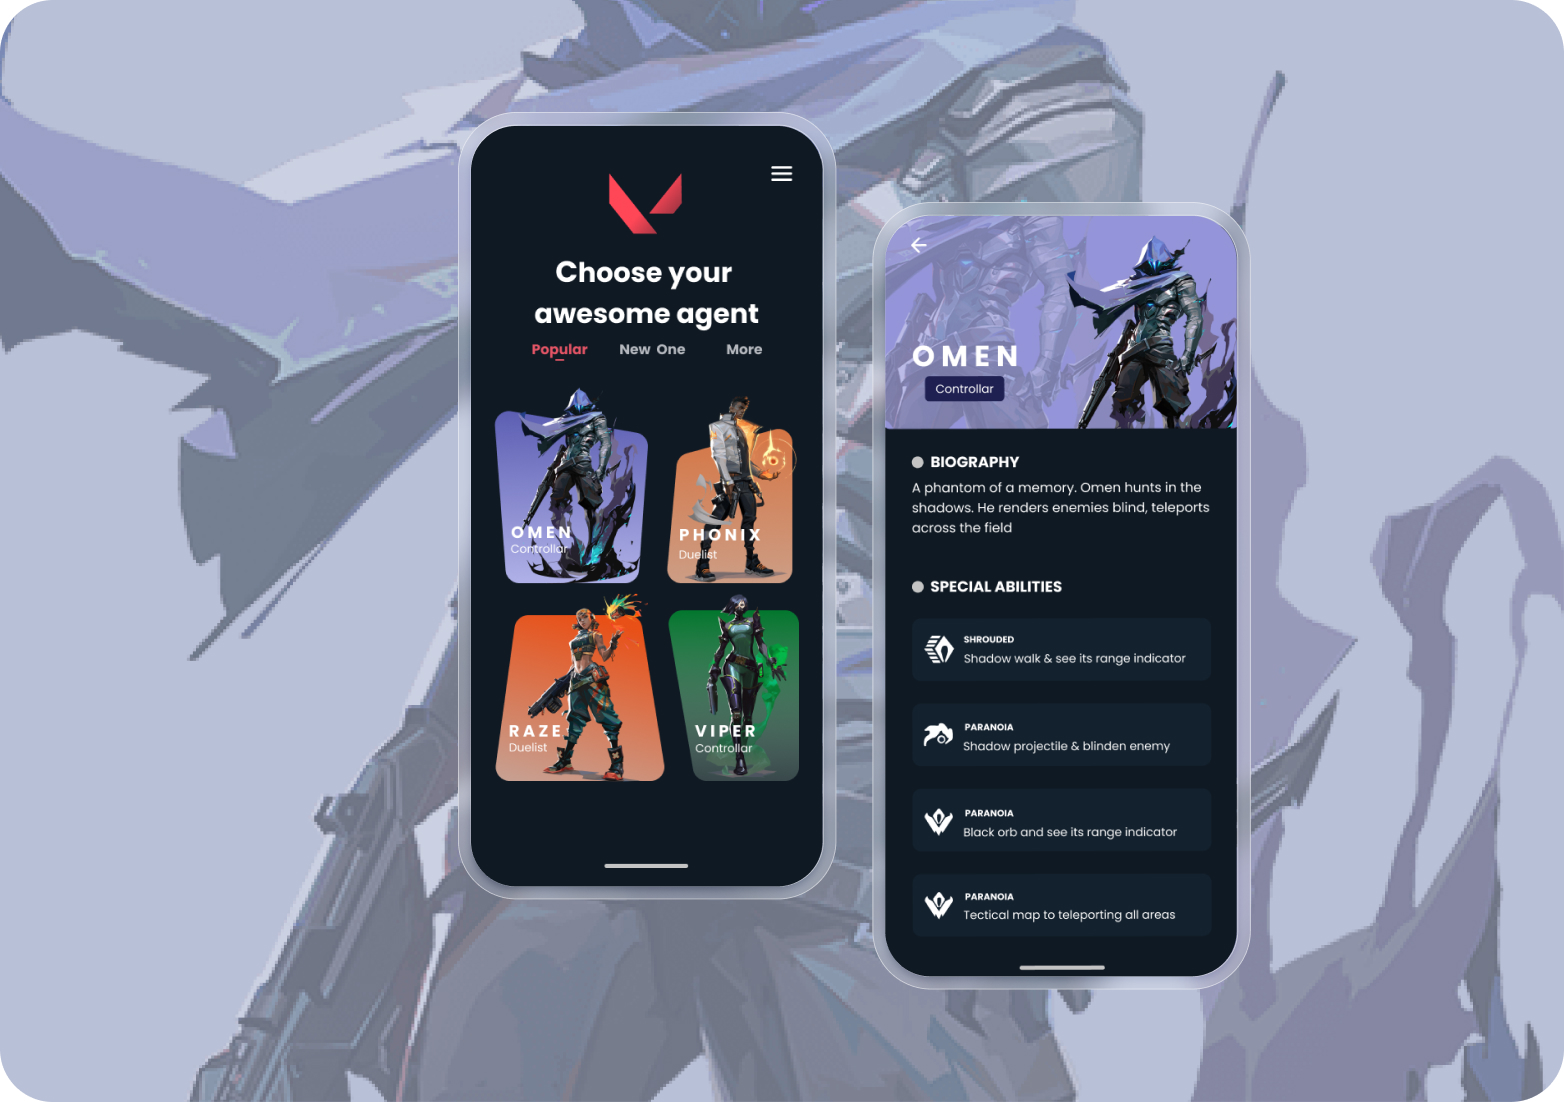 Choose your
awesome agent
Popular New One More
OMEN
Controllar
PHONIX
Duelist
RAZE
Duelist
VIPER
Controllar
OMEN
Controllar
BIOGRAPHY
A phantom of a memory. Omen hunts in the
shadows. He renders enemies blind, teleports
across the field
SPECIAL ABILITIES
SHROUDED
Shadow walk & see its range indicator
PARANOIA
Shadow projectile & blinden enemy
PARANOIA
Black orb and see its range indicator
PARANOIA
Tectical map to teleporting all areas